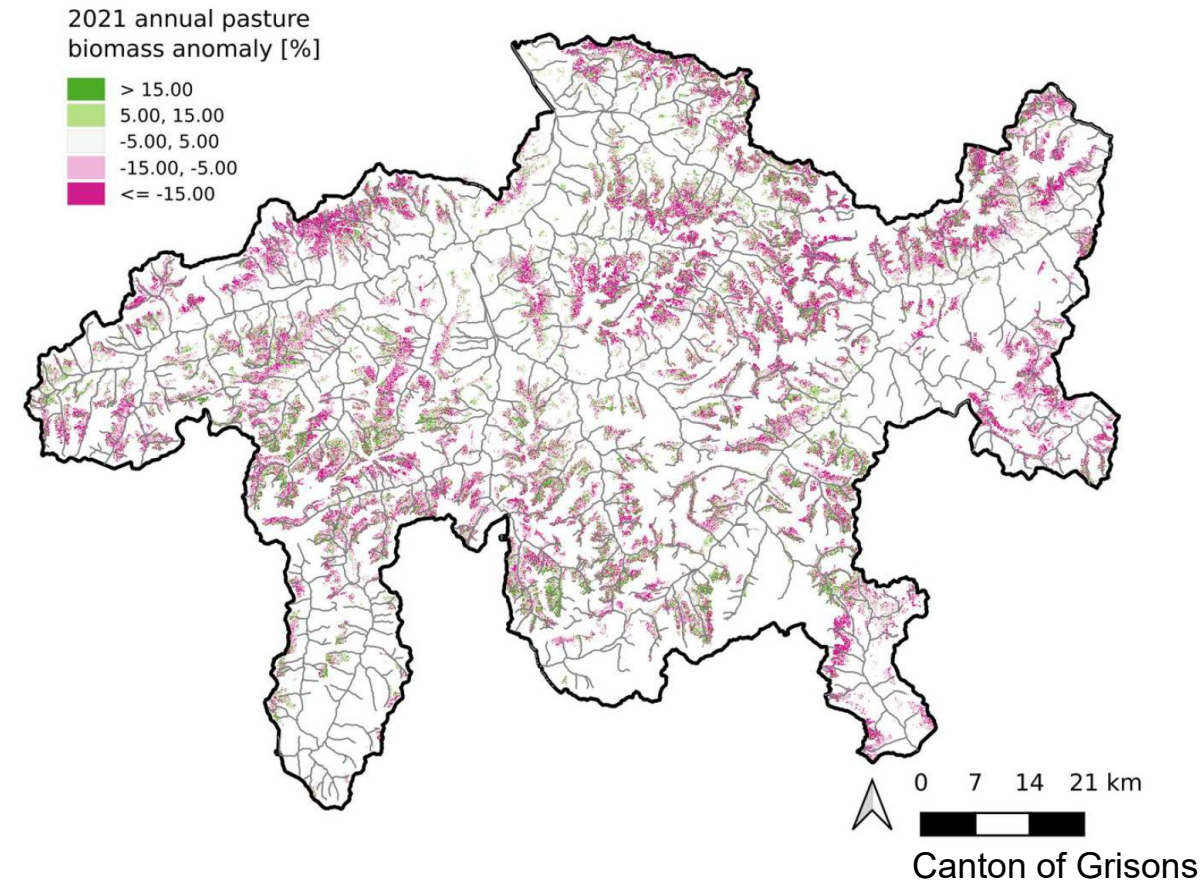 2021 annual pasture
biomass anomaly [%]
> 15.00
5.00, 15.00
-5.00, 5.00
-15.00, -5.00
<= -15.00
0 7 14 21 km
Canton of Grisons